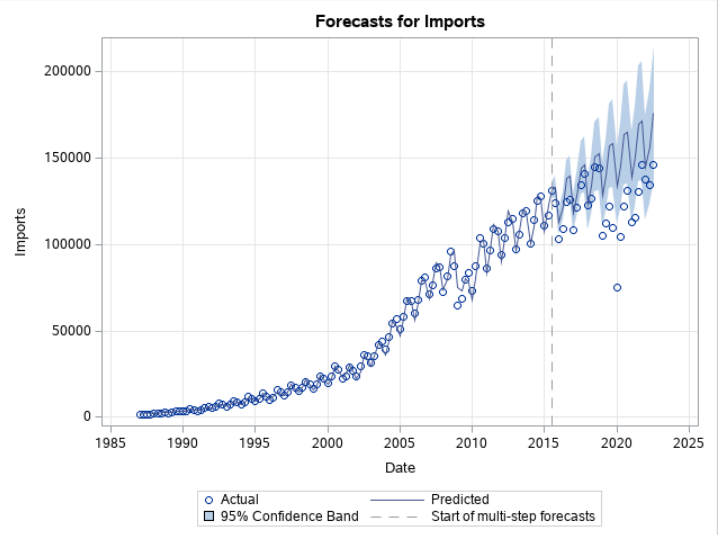 Forecasts for Imports
200000
150000
100000
50000
0
Imports
1985 1990 1995 2000 2005 2010 2015 2020 2025
Date
Actual Predicted
95% Confidence Band Start of multi-step forecasts